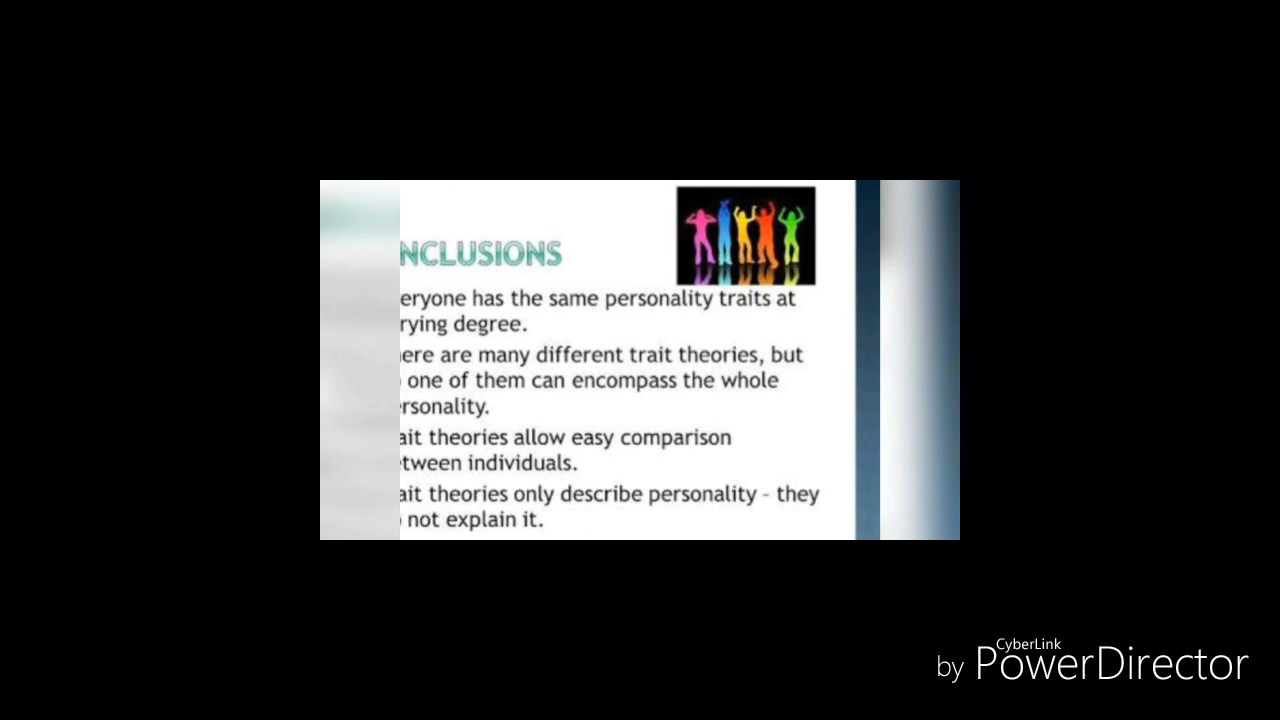 NCLUSIONS
eryone has the same personality traits at
rying degree.
ere are many different trait theories, but
one of them can encompass the whole
rsonality.
ait theories allow easy comparison
tween individuals.
ait theories only describe personality - they
not explain it.
CyberLink
by PowerDirector